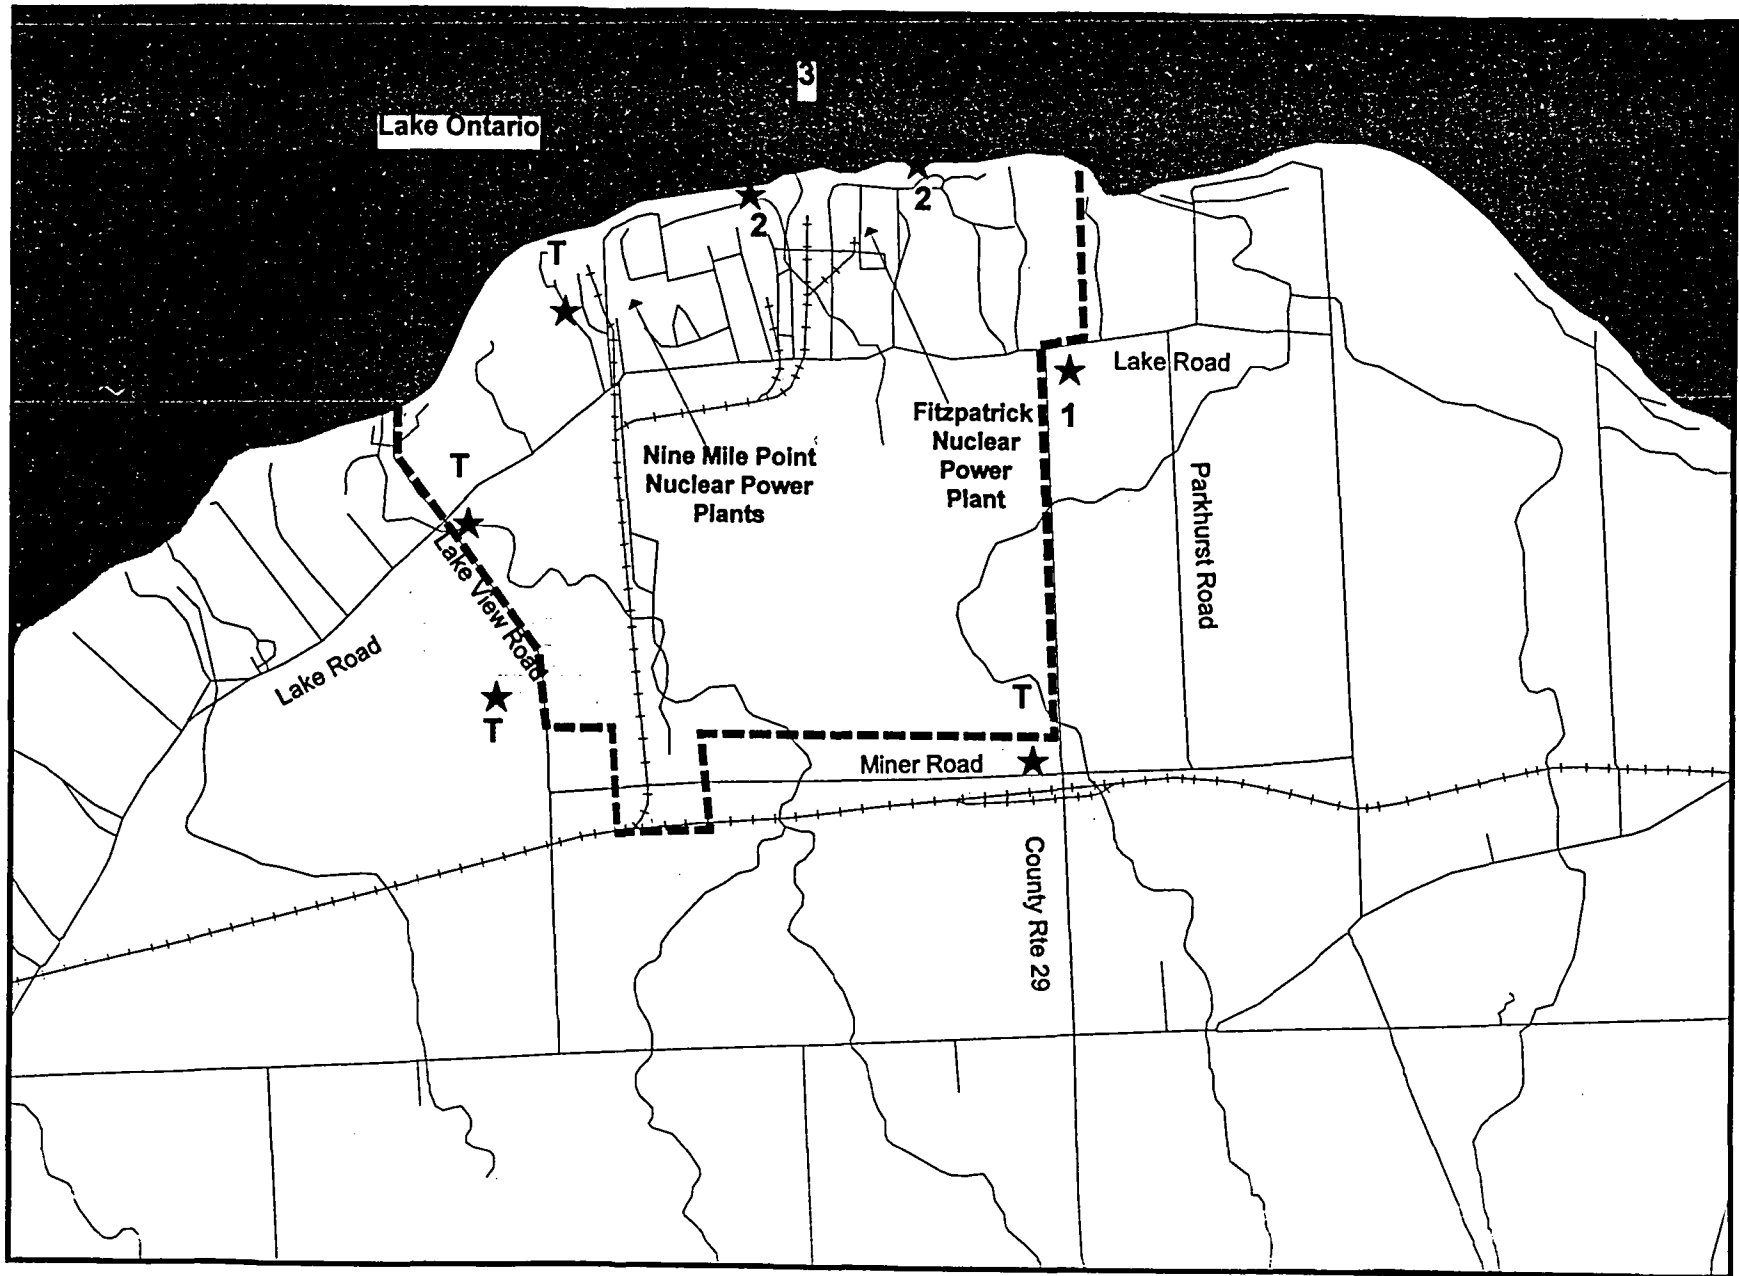 3
Lake Ontario
2
2
T
Lake Road
1
Fitzpatrick
Nuclear
Power
Plant
Nine Mile Point
Nuclear Power
Plants
T
Parkhurst Road
Lake View Road
Lake Road
T
T
Miner Road
County Rte 29